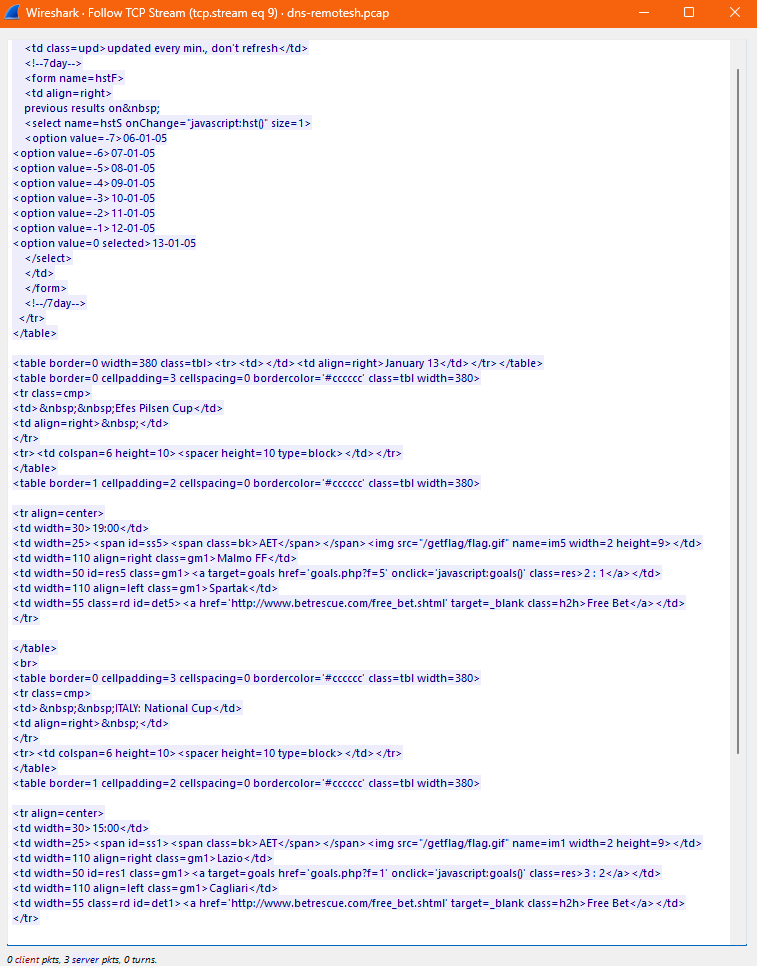 Wireshark · Follow TCP Stream (tcp.stream eq 9) · dns-remotesh.pcap
<td class=upd>updated every min., don't refresh</td>
<!--7day-->
<form name=hstF>
<td align=right>
previous results on&nbsp;
<select name=hstS onChange="javascript:hst()" size=1>
<option value=-7>06-01-05
<option value=-6>07-01-05
<option value=-5>08-01-05
<option value=-4>09-01-05
<option value=-3>10-01-05
<option value=-2>11-01-05
<option value=-1>12-01-05
<option value=0 selected>13-01-05
</select>
</td>
</form>
<!--/7day-->
</tr>
</table>
<table border=0 width=380 class=tbl><tr><td></td><td align=right>January 13</td></tr></table>
<table border=0 cellpadding=3 cellspacing=0 bordercolor='#cccccc' class=tbl width=380>
<tr class=cmp>
<td>&nbsp;&nbsp;Efes Pilsen Cup</td>
<td align=right>&nbsp;</td>
</tr>
<tr><td colspan=6 height=10><spacer height=10 type=block></td></tr>
</table>
<table border=1 cellpadding=2 cellspacing=0 bordercolor='#cccccc' class=tbl width=380>
<tr align=center>
<td width=30>19:00</td>
<td width=25><span id=ss5><span class=bk>AET</span></span><img src="/getflag/flag.gif" name=im5 width=2 height=9></td>
<td width=110 align=right class=gm1>Malmo FF</td>
<td width=50 id=res5 class=gm1><a target=goals href='goals.php?f=5' onclick='javascript:goals()' class=res>2 : 1</a></td>
<td width=110 align=left class=gm1>Spartak</td>
<td width=55 class=rd id=det5><a href='http://www.betrescue.com/free_bet.shtml' target=_blank class=h2h>Free Bet</a></td>
</tr>
</table>
<br>
<table border=0 cellpadding=3 cellspacing=0 bordercolor='#cccccc' class=tbl width=380>
<tr class=cmp>
<td>&nbsp;&nbsp;ITALY: National Cup</td>
<td align=right>&nbsp;</td>
</tr>
<tr><td colspan=6 height=10><spacer height=10 type=block></td></tr>
</table>
<table border=1 cellpadding=2 cellspacing=0 bordercolor='#cccccc' class=tbl width=380>
<tr align=center>
<td width=30>15:00</td>
<td width=25><span id=ss1><span class=bk>AET</span></span><img src="/getflag/flag.gif" name=im1 width=2 height=9></td>
<td width=110 align=right class=gm1>Lazio</td>
<td width=50 id=res1 class=gm1><a target=goals href='goals.php?f=1' onclick='javascript:goals()' class=res>3 : 2</a></td>
<td width=110 align=left class=gm1>Cagliari</td>
<td width=55 class=rd id=det1><a href='http://www.betrescue.com/free_bet.shtml' target=_blank class=h2h>Free Bet</a></td>
</tr>
0 client pkts, 3 server pkts, 0 turns.